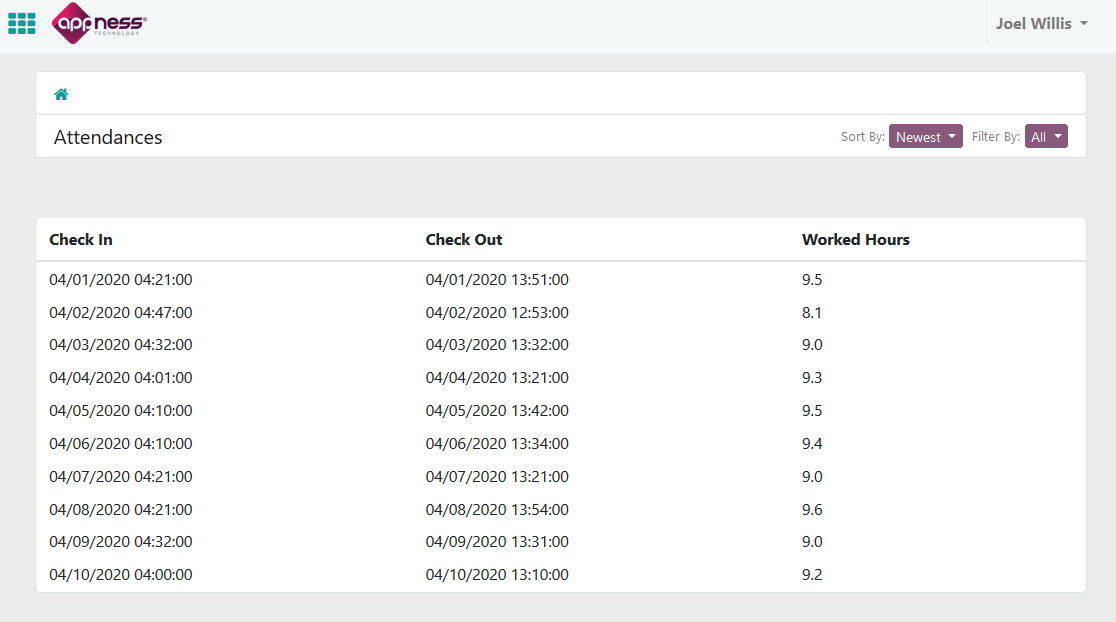 appness
TECHNOLOGY
Joel Willis
Attendances
Sort By: Newest Filter By: All
Check In Check Out Worked Hours
04/01/2020 04:21:00 04/01/2020 13:51:00 9.5
04/02/2020 04:47:00 04/02/2020 12:53:00 8.1
04/03/2020 04:32:00 04/03/2020 13:32:00 9.0
04/04/2020 04:01:00 04/04/2020 13:21:00 9.3
04/05/2020 04:10:00 04/05/2020 13:42:00 9.5
04/06/2020 04:10:00 04/06/2020 13:34:00 9.4
04/07/2020 04:21:00 04/07/2020 13:21:00 9.0
04/08/2020 04:21:00 04/08/2020 13:54:00 9.6
04/09/2020 04:32:00 04/09/2020 13:31:00 9.0
04/10/2020 04:00:00 04/10/2020 13:10:00 9.2